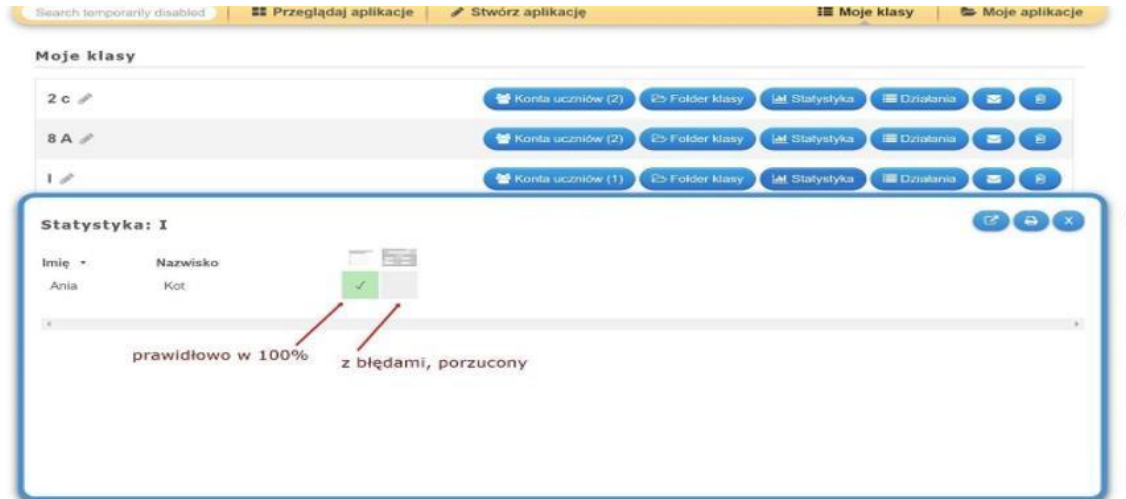 Search temporarily disabled Przeglądaj aplikacje Stwórz aplikację Moje klasy Moje aplikacje
Moje klasy
2 c Konta uczniów (2) Folder klasy Statystyka Działania
8 A Konta uczniów (2) Folder klasy Statystyka Działania
I Konta uczniów (1) Folder klasy Statystyka Działania
Statystyka: I
X
Imię Nazwisko
Ania Kot
prawidłowo w 100%
z błędami, porzucony